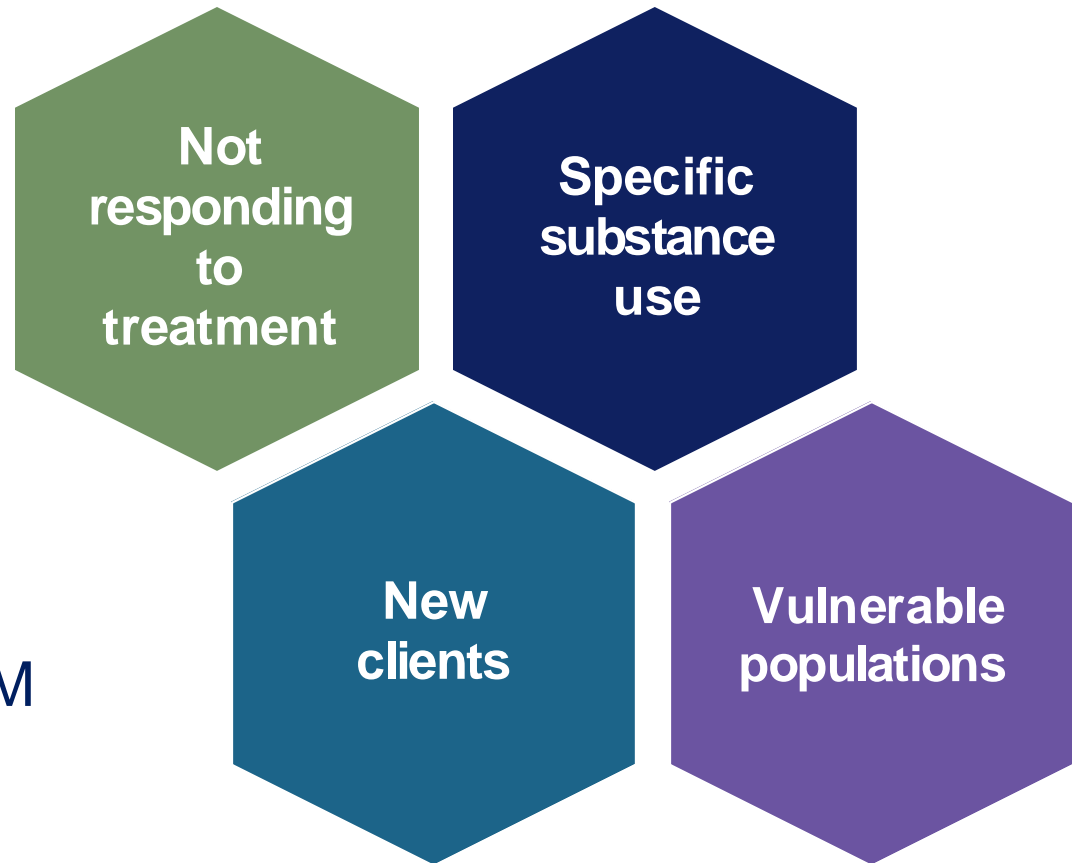 Not
responding
to
treatment
Specific
substance
use
New
clients
Vulnerable
populations
M